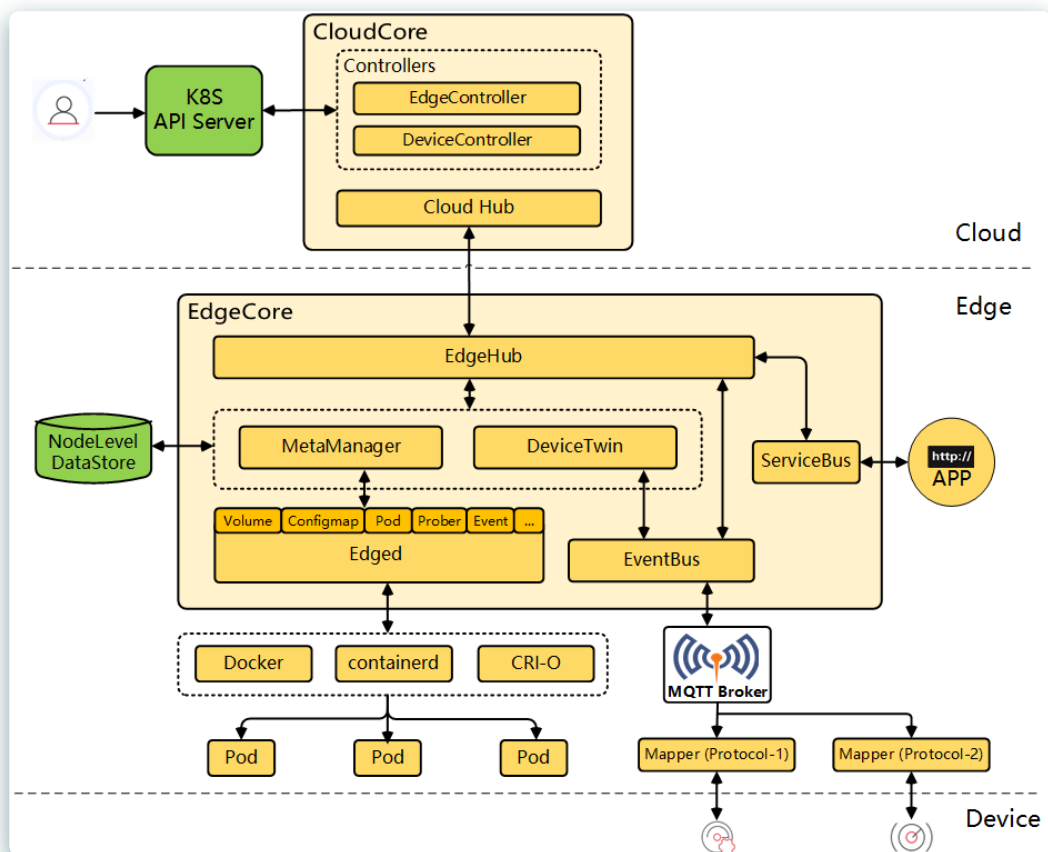 CloudCore
Controllers
EdgeController
DeviceController
K8S
API Server
Cloud Hub
Cloud
Edge
EdgeCore
EdgeHub
NodeLevel
DataStore
MetaManager
DeviceTwin
ServiceBus
http://
APP
Volume
Configmap
Pod
Prober
Event
...
Edged
EventBus
Docker
containerd
CRI-O
MQTT Broker
Pod
Pod
Pod
Mapper (Protocol-1)
Mapper (Protocol-2)
Device